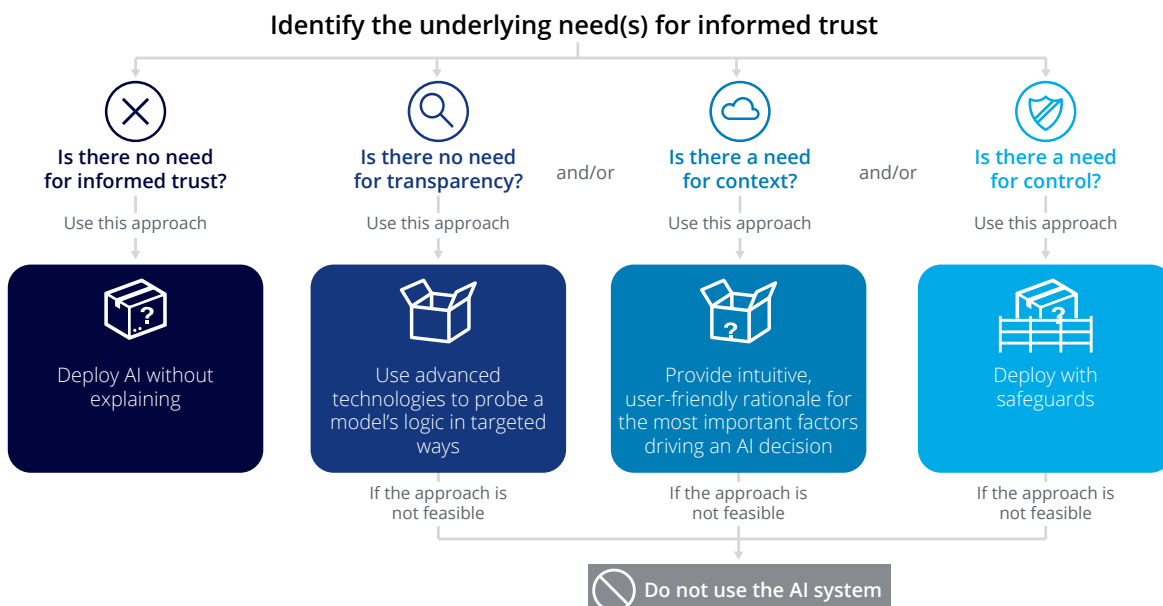 Identify the underlying need(s) for informed trust
Is there no need
for informed trust?
Is there no need
for transparency?
and/or
Is there a need
for context?
and/or
Is there a need
for control?
Use this approach
Use this approach
Use this approach
Use this approach
?
Deploy AI without
explaining
Use advanced
technologies to probe a
model’s logic in targeted
ways
?
Provide intuitive,
user-friendly rationale for
the most important factors
driving an AI decision
?
Deploy with
safeguards
If the approach is
not feasible
If the approach is
not feasible
If the approach is
not feasible
Do not use the AI system